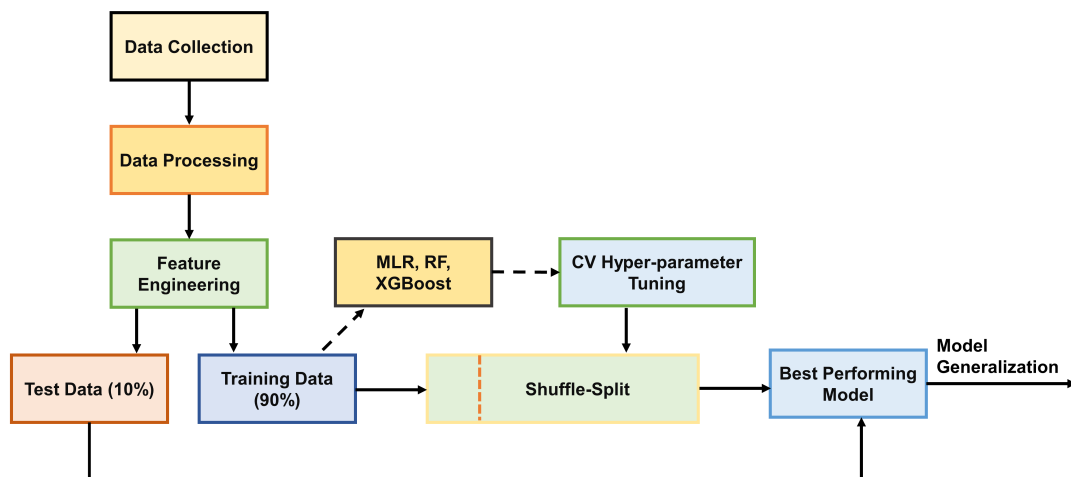 Data Collection
Data Processing
Feature
Engineering
MLR, RF,
XGBoost
CV Hyper-parameter
Tuning
Test Data (10%)
Training Data
(90%)
Shuffle-Split
Best Performing
Model
Model
Generalization